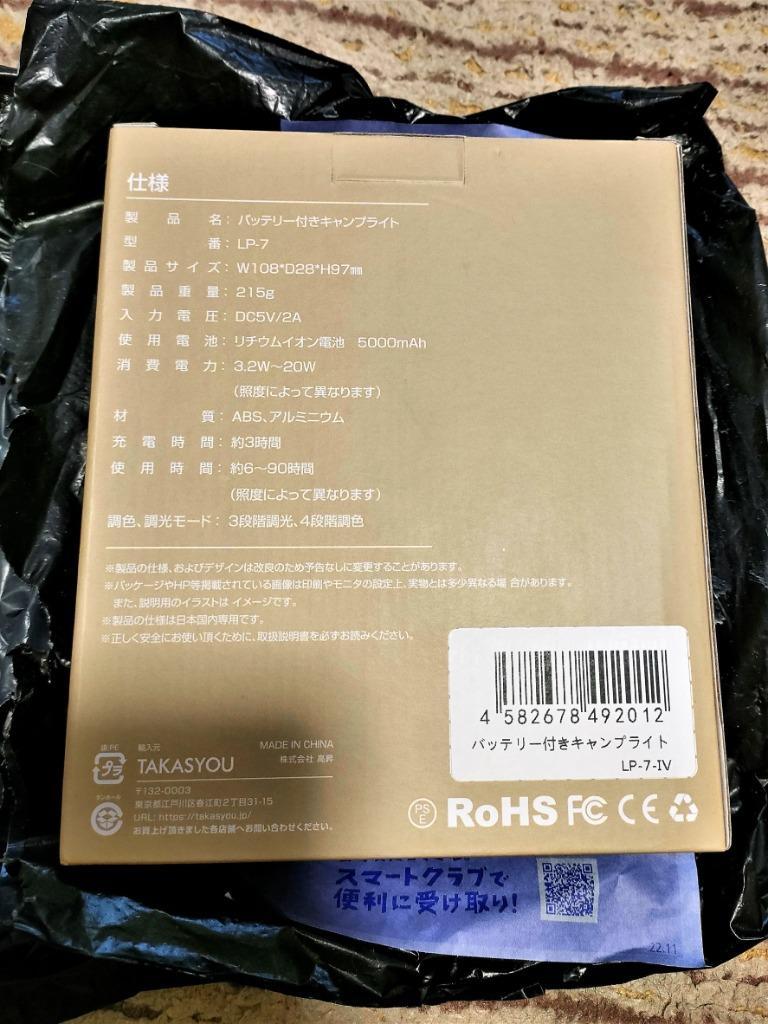 仕様
製品名：バッテリー付きキャンプライト
型番：LP-7
製品サイズ：W108*D28*H97㎜
製品重量：215g
入力電圧：DC5V/2A
使用電池：リチウムイオン電池 5000mAh
消費電力：3.2W〜20W
（照度によって異なります）
材質：ABS、アルミニウム
充電時間：約3時間
使用時間：約6〜90時間
（照度によって異なります）
調色、調光モード：3段階調光、4段階調色
※製品の仕様、およびデザインは改良のため予告なしに変更することがあります。
※パッケージやHP等掲載されている画像は印刷やモニタの設定上、実物とは多少異なる場 合があります。
また、説明用のイラストは イメージです。
※製品の仕様は日本国内専用です。
※正しく安全にお使い頂くために、取扱説明書を必ずお読みください。
4 582678 492012
バッテリー付きキャンプライト
LP-7-IV
袋:PE
プラ
輸入元
TAKASYOU
MADE IN CHINA
株式会社 高昇
ダンボール
〒132-0003
東京都江戸川区春江町2丁目31-15
URL: https://takasyou.jp/
お買上げ頂きました各店舗へお問い合わせください。
PS
E
RoHS FC CE
スマートクラブで
便利に受け取り!
22.11